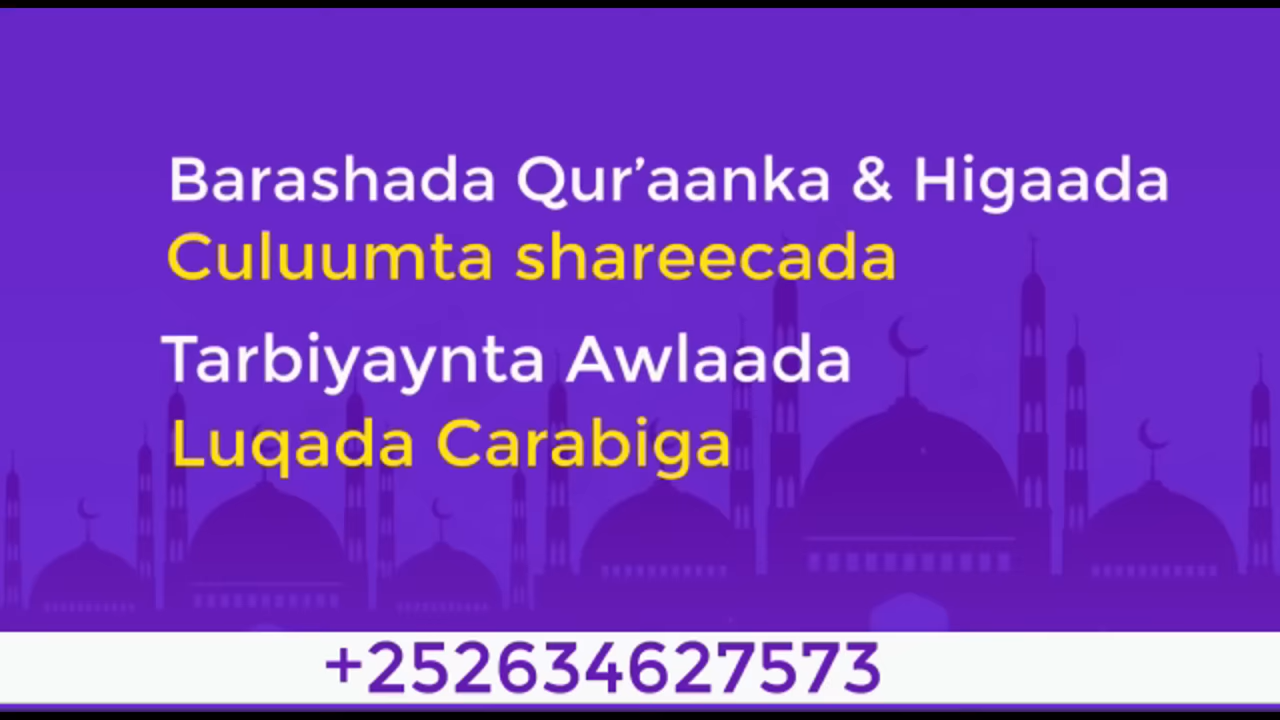 Barashada Qur’aanka & Higaada
Culuumta shareecada
Tarbiyaynta Awlaada
Luqada Carabiga
+252634627573